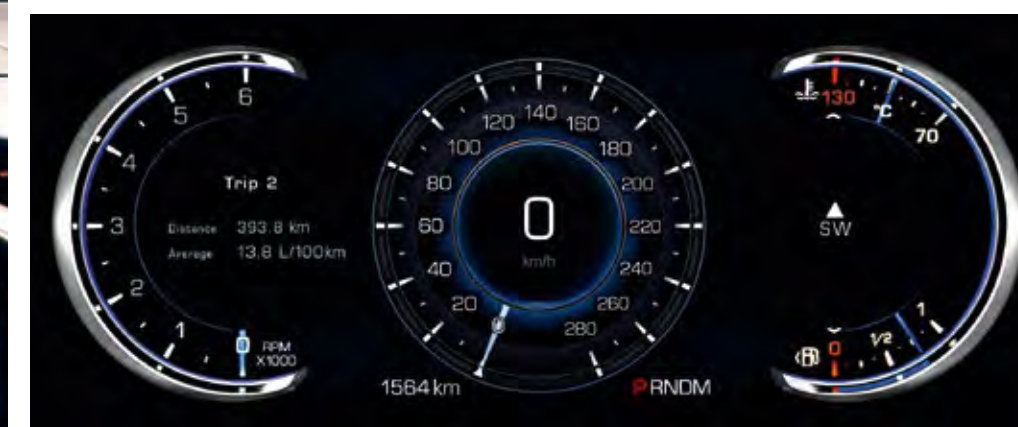 6
5
4
3
2
1
0
RPM
X1000
Trip 2
Distance 393.8 km
Average 13.8 L/100km
20
40
60
80
100
120
140
160
180
200
220
240
260
280
0
0
km/h
1564 km
PRNDM
130
°C
70
SW
0
1/2
1